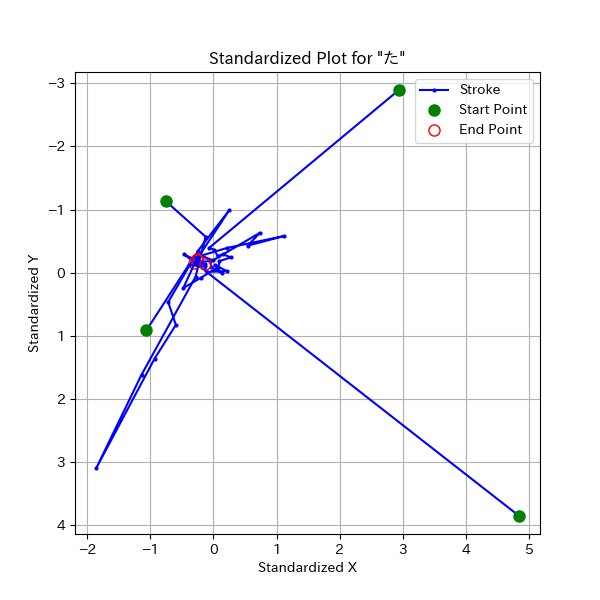 Standardized Plot for "た"
Stroke
Start Point
End Point
−3
−2
−1
0
1
2
3
4
Standardized Y
−2
−1
0
1
2
3
4
5
Standardized X